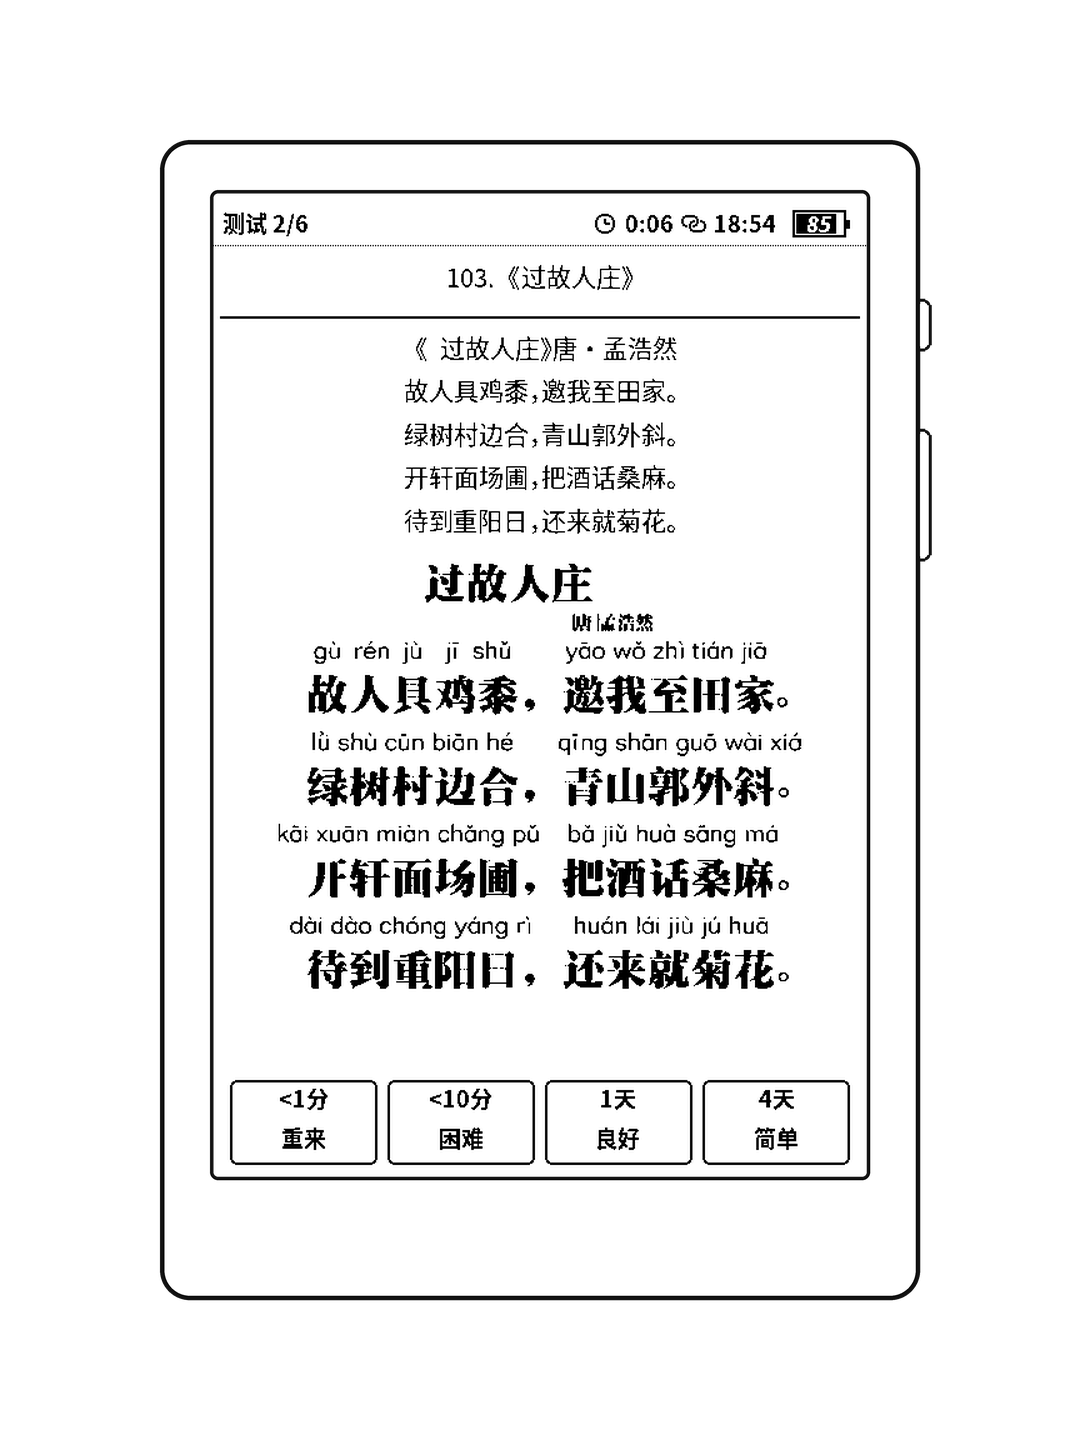 测试 2/6 0:06 18:54 85
103.《过故人庄》
《 过故人庄》唐·孟浩然
故人具鸡黍,邀我至田家。
绿树村边合,青山郭外斜。
开轩面场圃,把酒话桑麻。
待到重阳日,还来就菊花。
过故人庄
唐 孟浩然
gù rén jù jī shǔ yāo wǒ zhì tián jiā
故人具鸡黍，邀我至田家。
lǜ shù cūn biān hé qīng shān guō wài xiá
绿树村边合，青山郭外斜。
kāi xuān miàn chǎng pǔ bǎ jiǔ huà sāng má
开轩面场圃，把酒话桑麻。
dài dào chóng yáng rì huán lái jiù jú huā
待到重阳日，还来就菊花。
<1分 <10分 1天 4天
重来 困难 良好 简单